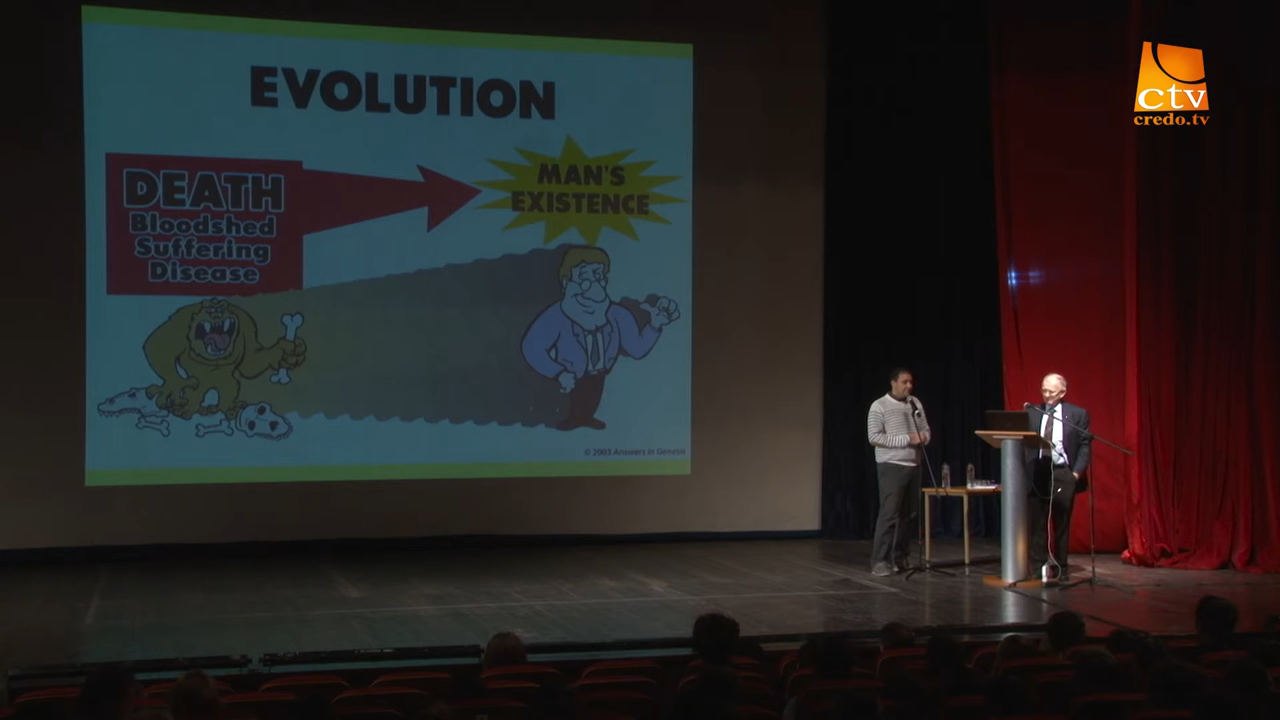 EVOLUTION
DEATH
Bloodshed
Suffering
Disease
MAN'S
EXISTENCE
© 2003 Answers in Genesis
ctv
credo.tv